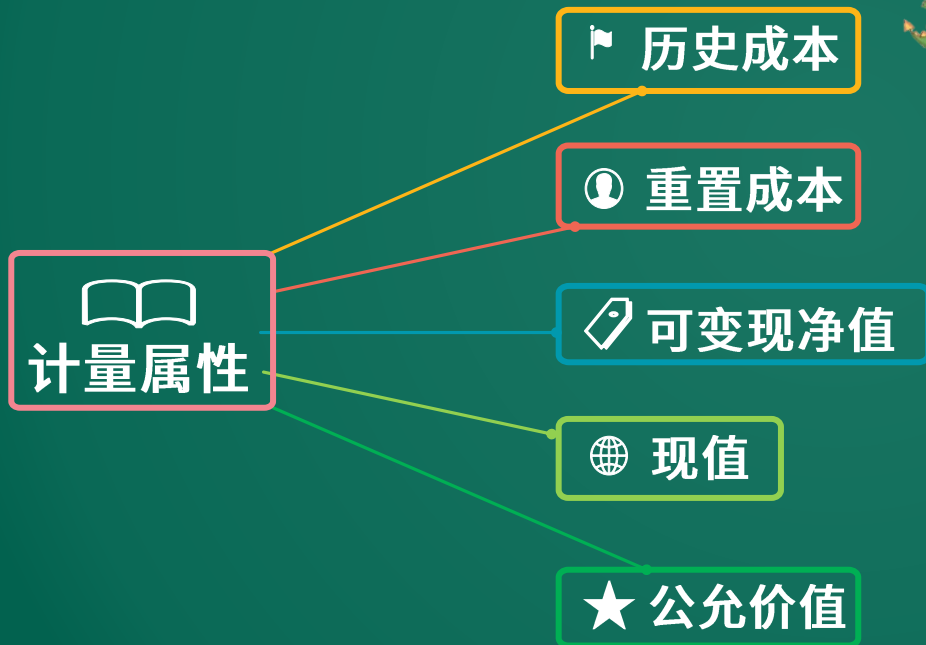 历史成本
重置成本
计量属性
可变现净值
现值
公允价值